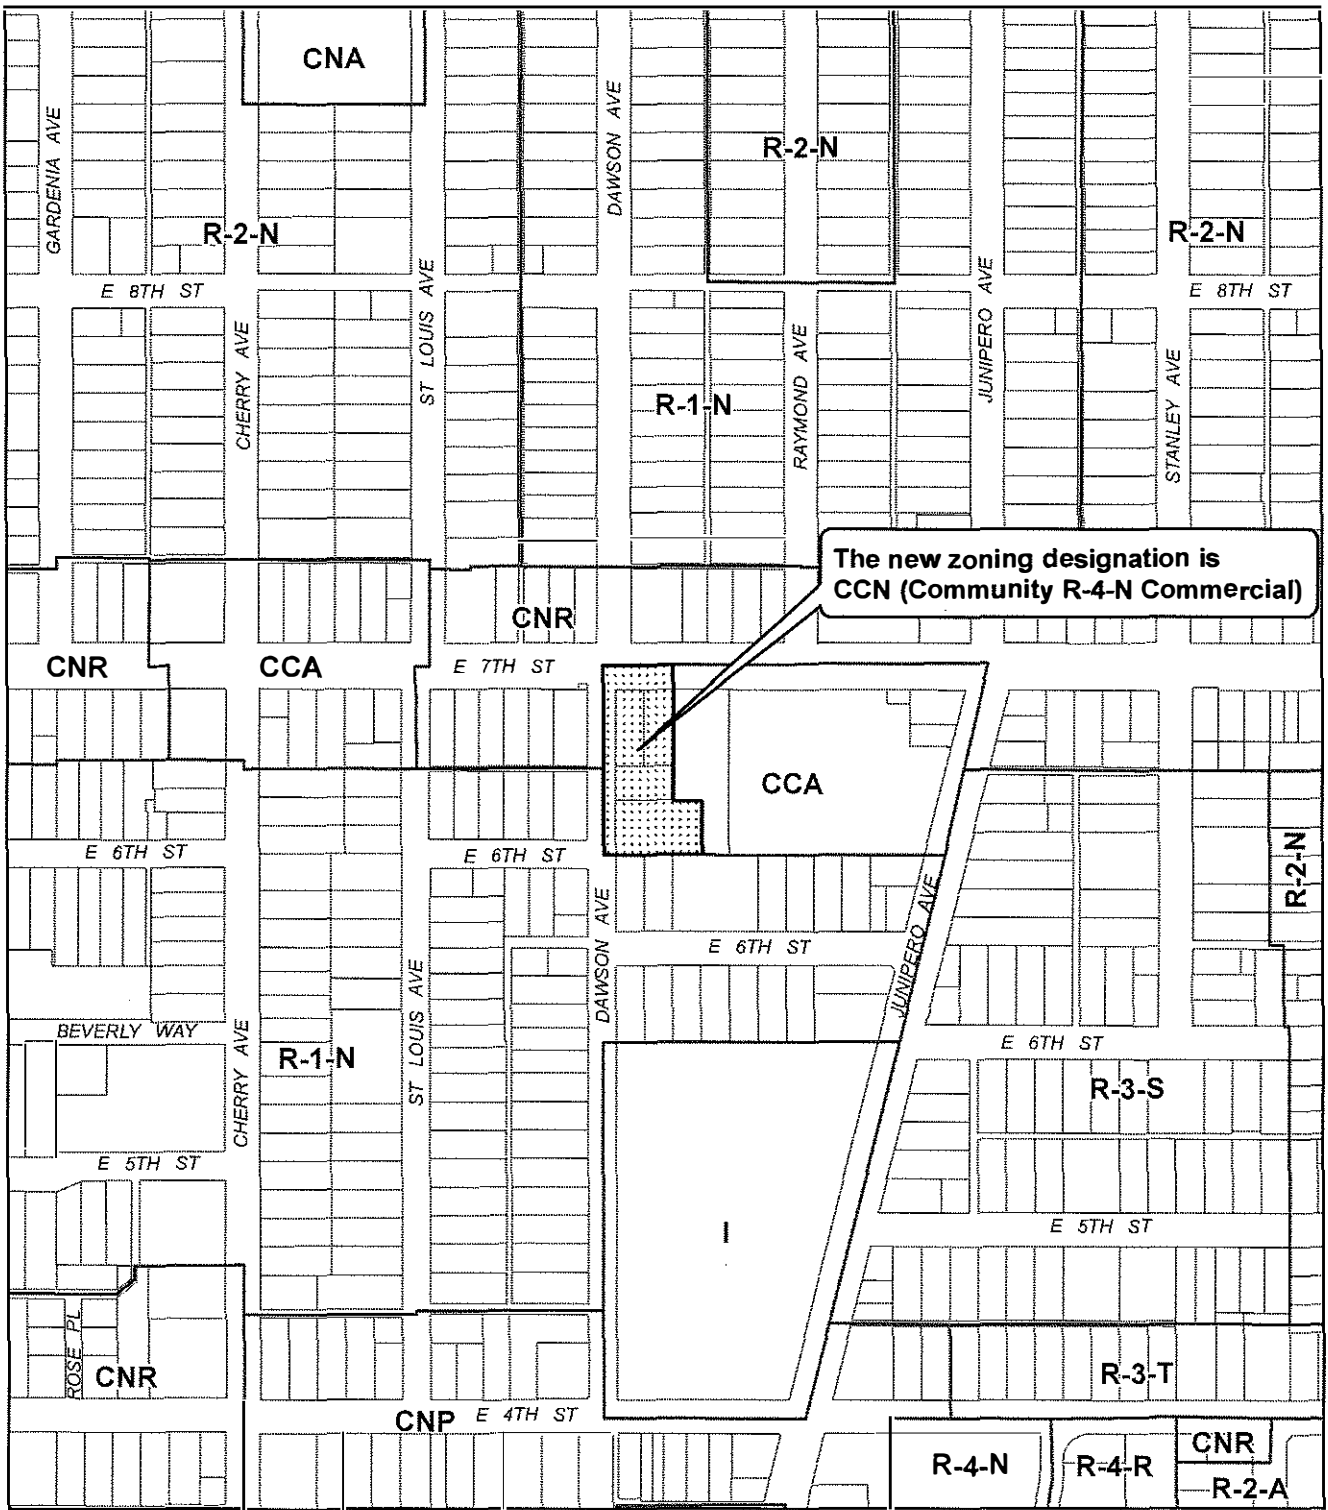 CNA
GARDENIA AVE
DAWSON AVE
R-2-N
R-2-N
R-2-N
ST LOUIS AVE
JUNIPERO AVE
E 8TH ST
E 8TH ST
CHERRY AVE
RAYMOND AVE
STANLEY AVE
R-1-N
The new zoning designation is
CCN (Community R-4-N Commercial)
CNR
CNR
CCA
E 7TH ST
CCA
E 6TH ST
E 6TH ST
R-2-N
DAWSON AVE
JUNIPERO AVE
E 6TH ST
ST LOUIS AVE
BEVERLY WAY
CHERRY AVE
R-1-N
E 6TH ST
R-3-S
E 5TH ST
E 5TH ST
I
ROSE PL
CNR
R-3-T
CNP
E 4TH ST
R-4-N
R-4-R
CNR
R-2-A